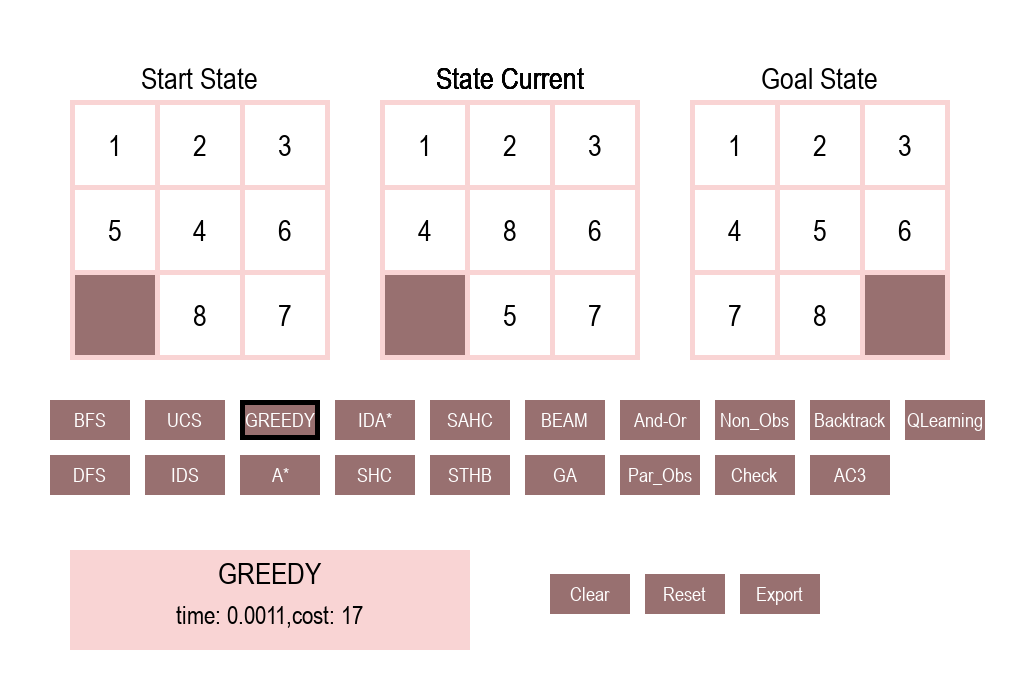 Start State State Current Goal State
1 2 3 1 2 3 1 2 3
5 4 6 4 8 6 4 5 6
8 7 5 7 7 8
BFS UCS GREEDY IDA* SAHC BEAM And-Or Non_Obs Backtrack QLearning
DFS IDS A* SHC STHB GA Par_Obs Check AC3
GREEDY
time: 0.0011,cost: 17
Clear Reset Export